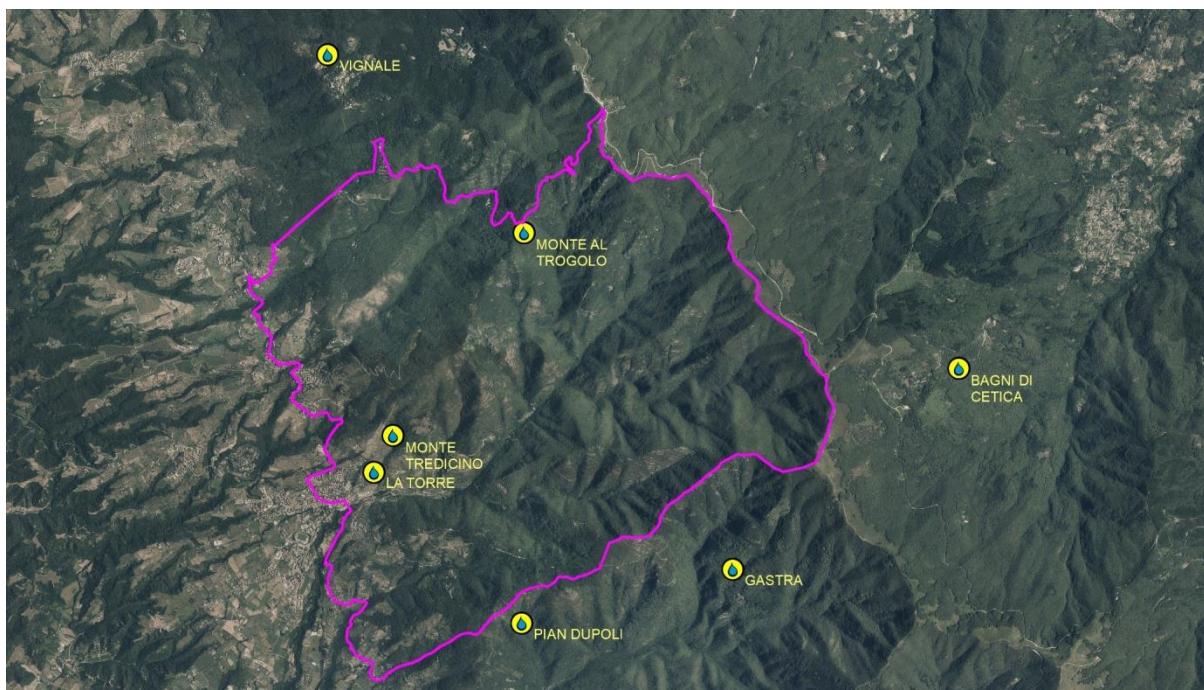 VIGNALE
MONTE AL
TROGOLO
BAGNI DI
CETICA
MONTE
TREDICINO
LA TORRE
GASTRA
PIAN DUPOLI